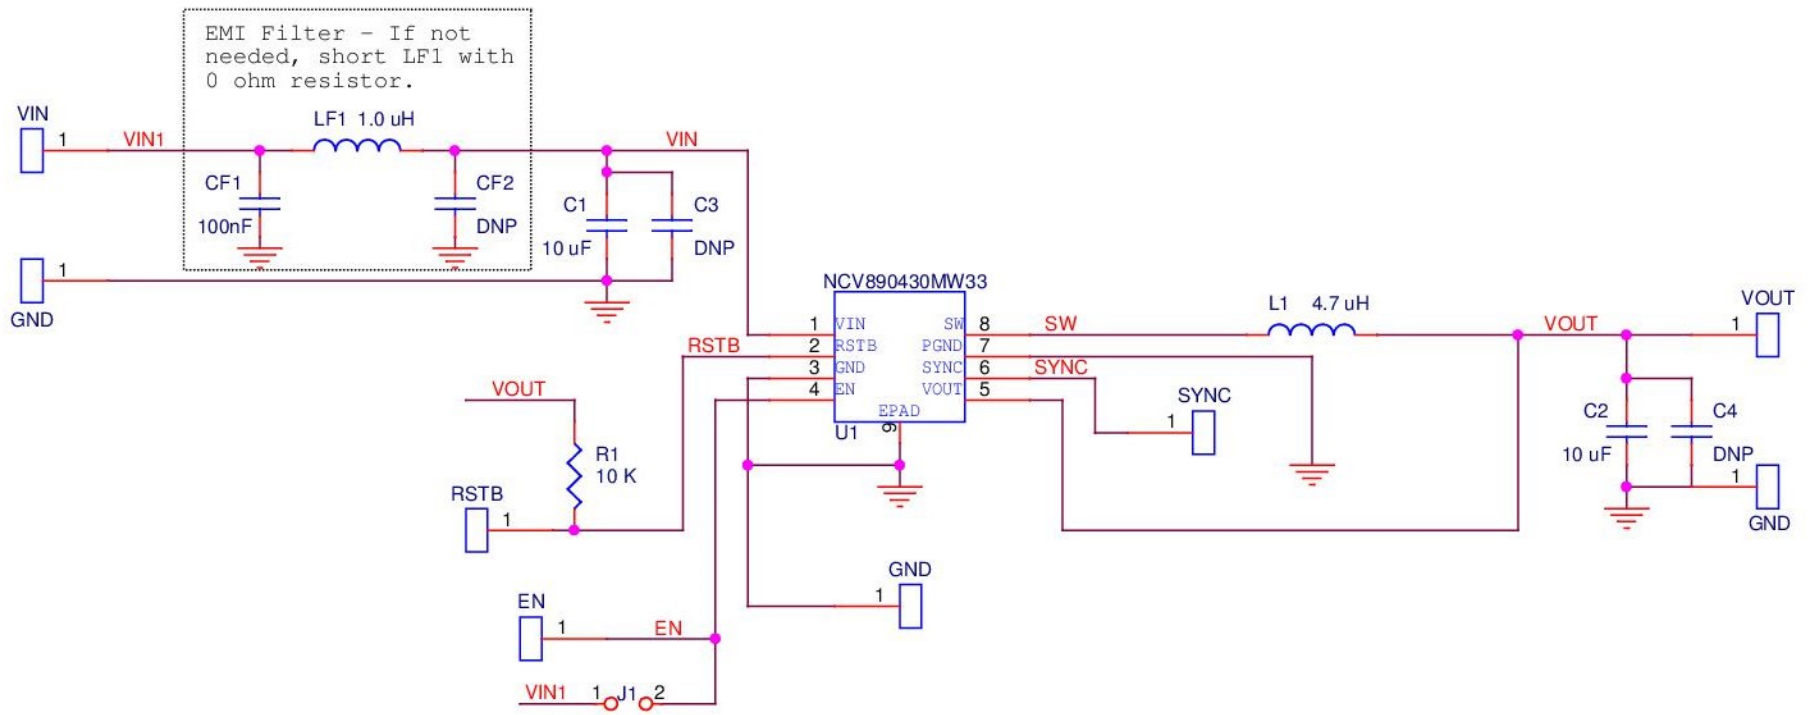 EMI Filter - If not
needed, short LF1 with
0 ohm resistor.
VIN
1
VIN1
LF1 1.0 uH
VIN
CF1
100nF
CF2
DNP
C1
10 uF
C3
DNP
1
GND
NCV890430MW33
1 VIN SW 8
2 RSTB PGND 7
3 GND SYNC 6
4 EN VOUT 5
EPAD
9
U1
RSTB
SW
L1 4.7 uH
VOUT
1
VOUT
SYNC
SYNC
1
C2
10 uF
C4
DNP
1
GND
VOUT
R1
10 K
RSTB
1
GND
1
EN
1
EN
VIN1
1 J1 2